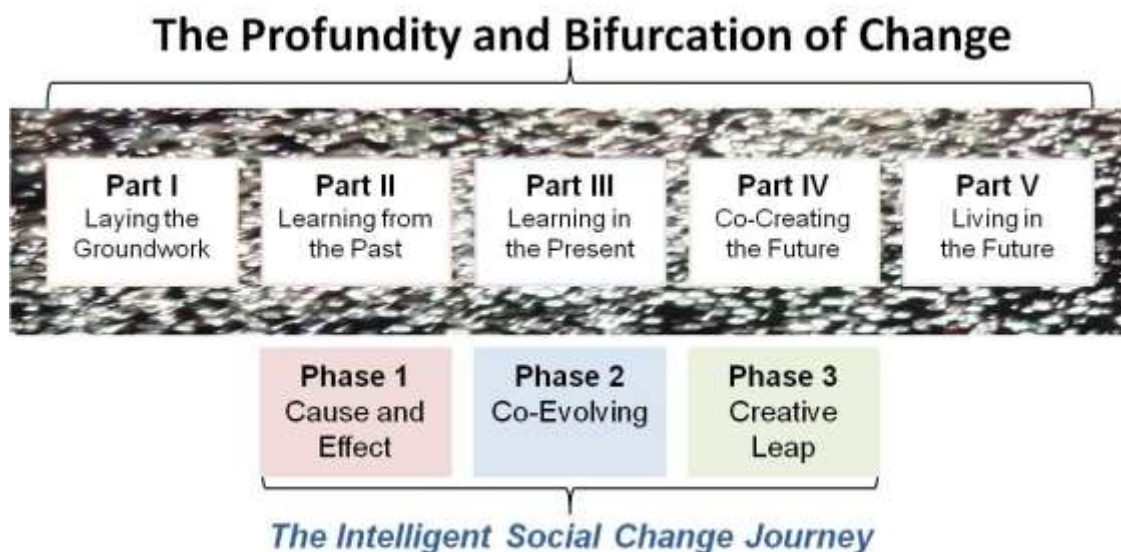 The Profundity and Bifurcation of Change
Part I
Laying the
Groundwork
Part II
Learning from
the Past
Part III
Learning in
the Present
Part IV
Co-Creating
the Future
Part V
Living in
the Future
Phase 1
Cause and
Effect
Phase 2
Co-Evolving
Phase 3
Creative
Leap
The Intelligent Social Change Journey